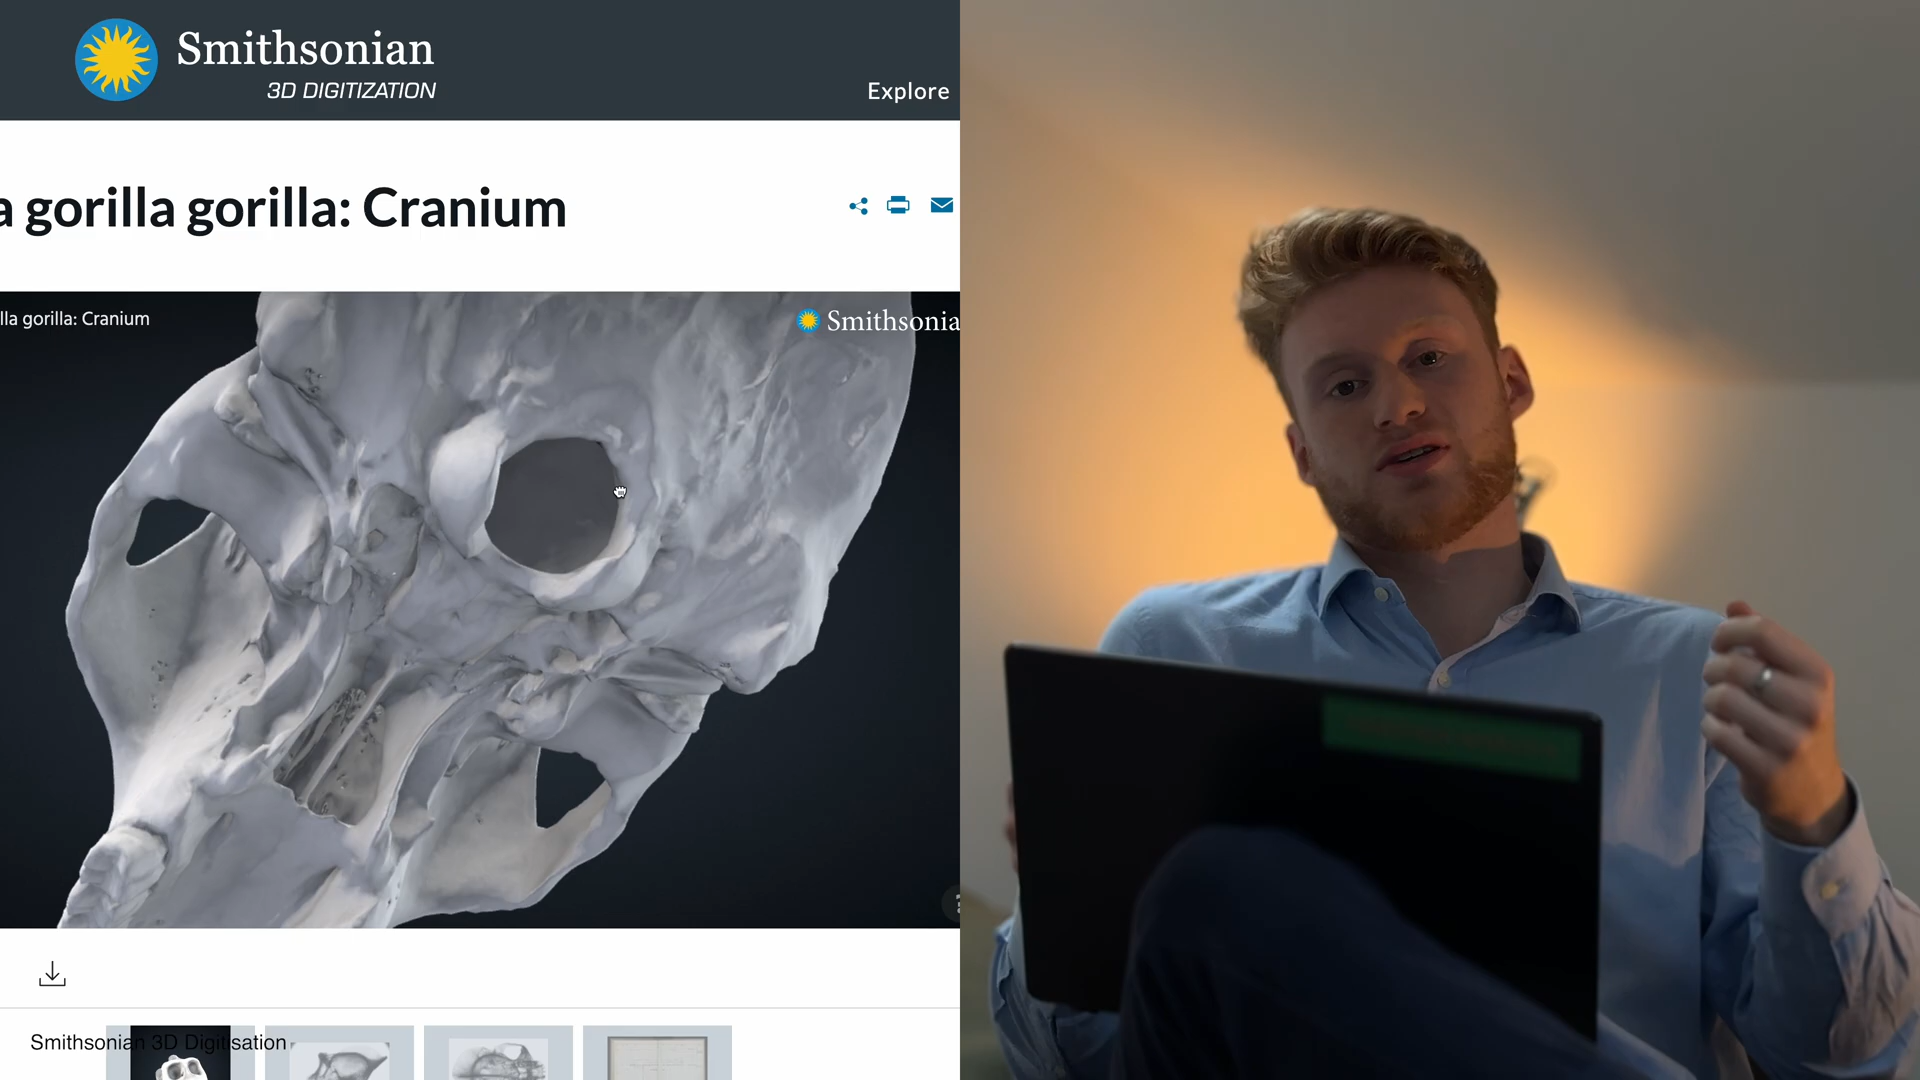 Smithsonian
3D DIGITIZATION
Explore
a gorilla gorilla: Cranium
lla gorilla: Cranium
Smithsonia
Smithsonian 3D Digitisation